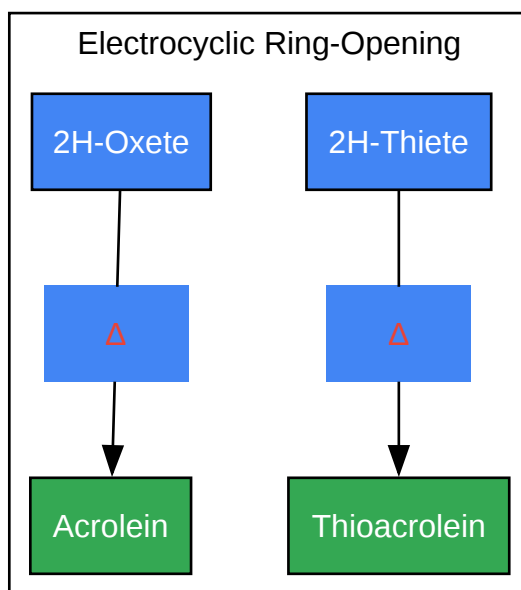 Electrocyclic Ring-Opening
2H-Oxete
2H-Thiete
Δ
Δ
Acrolein
Thioacrolein